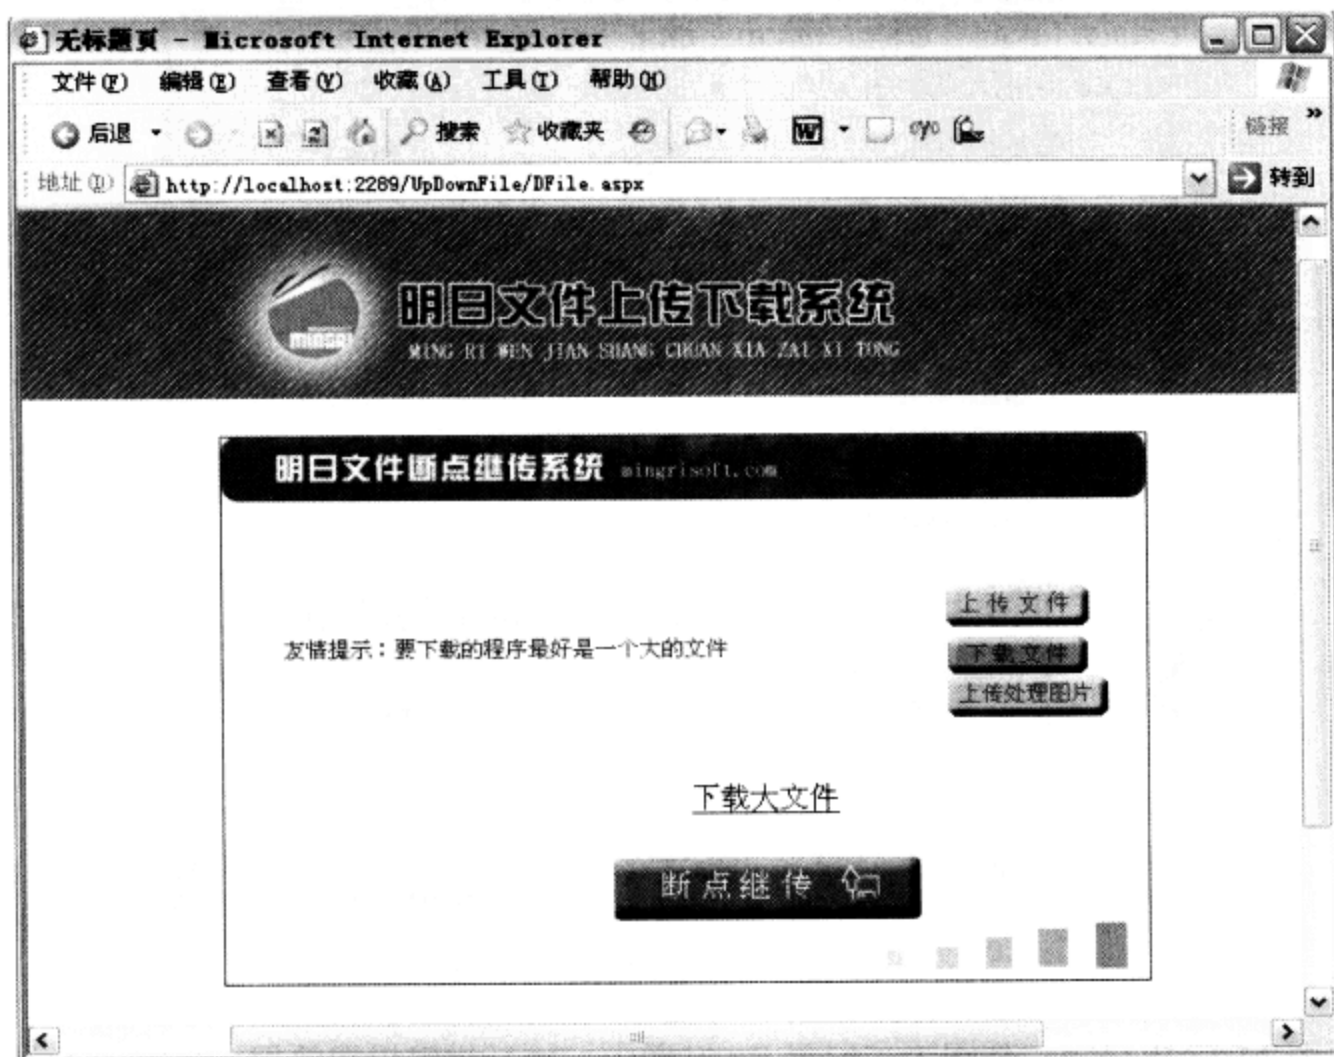 无标题页 - Microsoft Internet Explorer
文件(F) 编辑(E) 查看(V) 收藏(A) 工具(T) 帮助(H)
后退 搜索 收藏夹 链接 »
地址(D) http://localhost:2289/UpDownFile/DFile.aspx 转到
MINGRI
明日文件上传下载系统
MING RI WEN JIAN SHANG CHUAN XIA ZAI XI TONG
明日文件断点继传系统 mingrisoft.com
上传文件
友情提示：要下载的程序最好是一个大的文件
下载文件
上传处理图片
下载大文件
断点继传